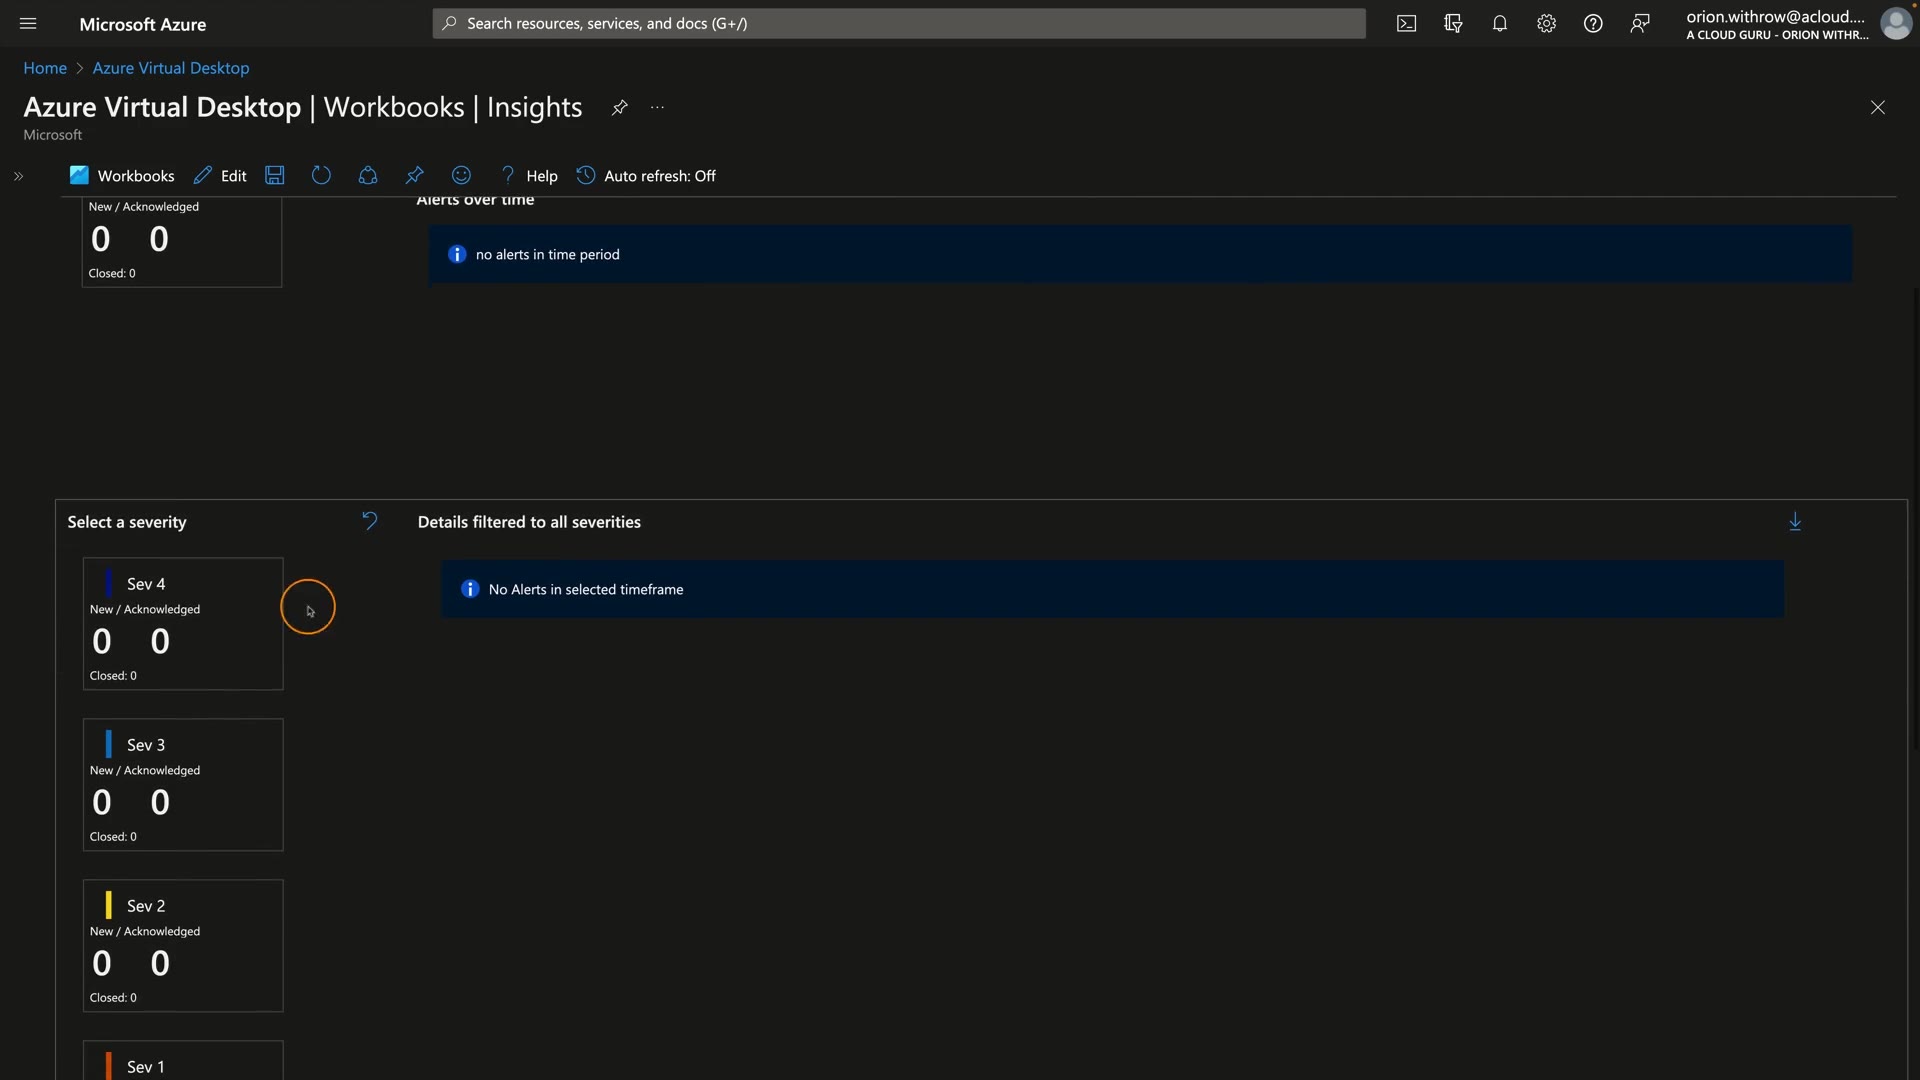 Microsoft Azure
Search resources, services, and docs (G+/)
orion.withrow@acloud....
A CLOUD GURU - ORION WITHR...
Home > Azure Virtual Desktop
Azure Virtual Desktop | Workbooks | Insights
...
Microsoft
Workbooks Edit Help Auto refresh: Off
New / Acknowledged
0 0
Closed: 0
Alerts over time
no alerts in time period
Select a severity
Details filtered to all severities
No Alerts in selected timeframe
Sev 4
New / Acknowledged
0 0
Closed: 0
Sev 3
New / Acknowledged
0 0
Closed: 0
Sev 2
New / Acknowledged
0 0
Closed: 0
Sev 1